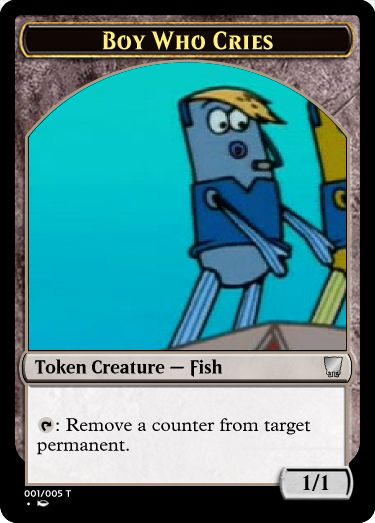 Boy Who Cries
Token Creature — Fish
: Remove a counter from target
permanent.
1/1
001/005 T